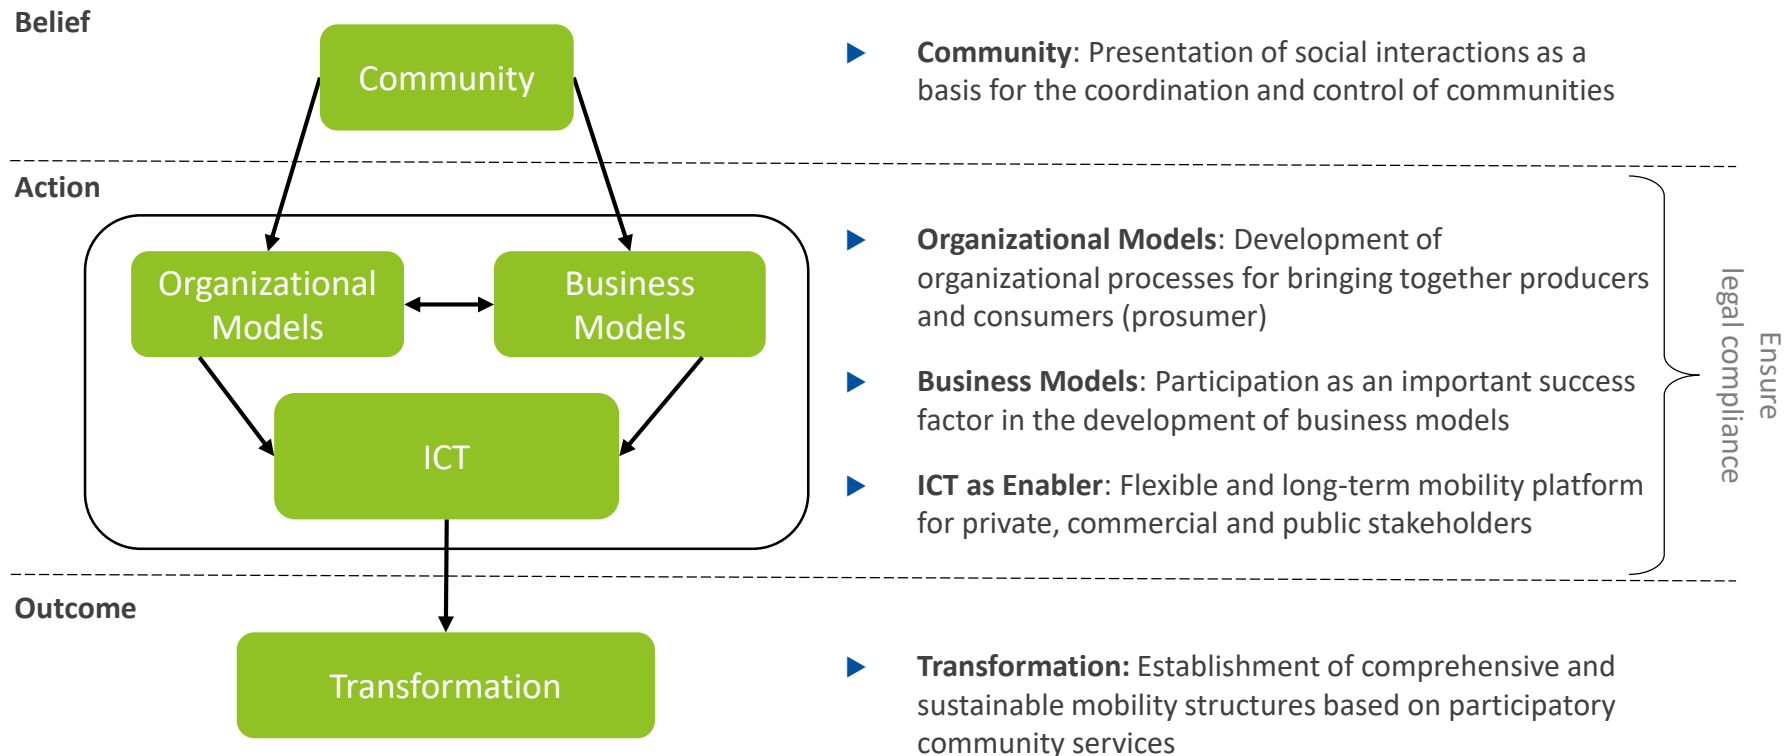 Belief
Community
Community: Presentation of social interactions as a
basis for the coordination and control of communities
Action
Organizational
Models
Business
Models
ICT
Organizational Models: Development of
organizational processes for bringing together producers
and consumers (prosumer)
Business Models: Participation as an important success
factor in the development of business models
ICT as Enabler: Flexible and long-term mobility platform
for private, commercial and public stakeholders
Ensure
legal compliance
Outcome
Transformation
Transformation: Establishment of comprehensive and
sustainable mobility structures based on participatory
community services